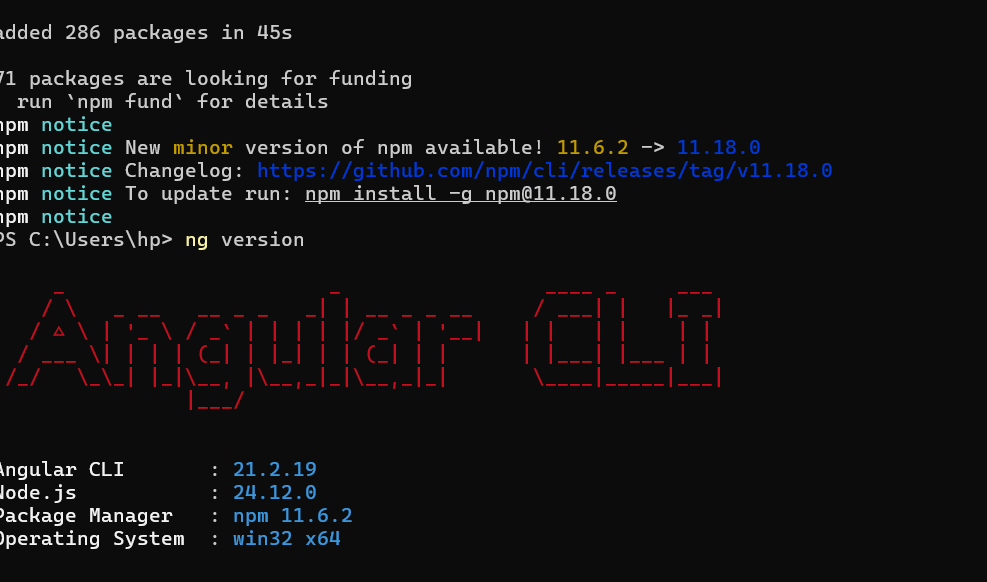 added 286 packages in 45s
71 packages are looking for funding
run `npm fund` for details
npm notice
npm notice New minor version of npm available! 11.6.2 -> 11.18.0
npm notice Changelog: https://github.com/npm/cli/releases/tag/v11.18.0
npm notice To update run: npm install -g npm@11.18.0
npm notice
PS C:\Users\hp> ng version
Angular CLI
Angular CLI : 21.2.19
Node.js : 24.12.0
Package Manager : npm 11.6.2
Operating System : win32 x64